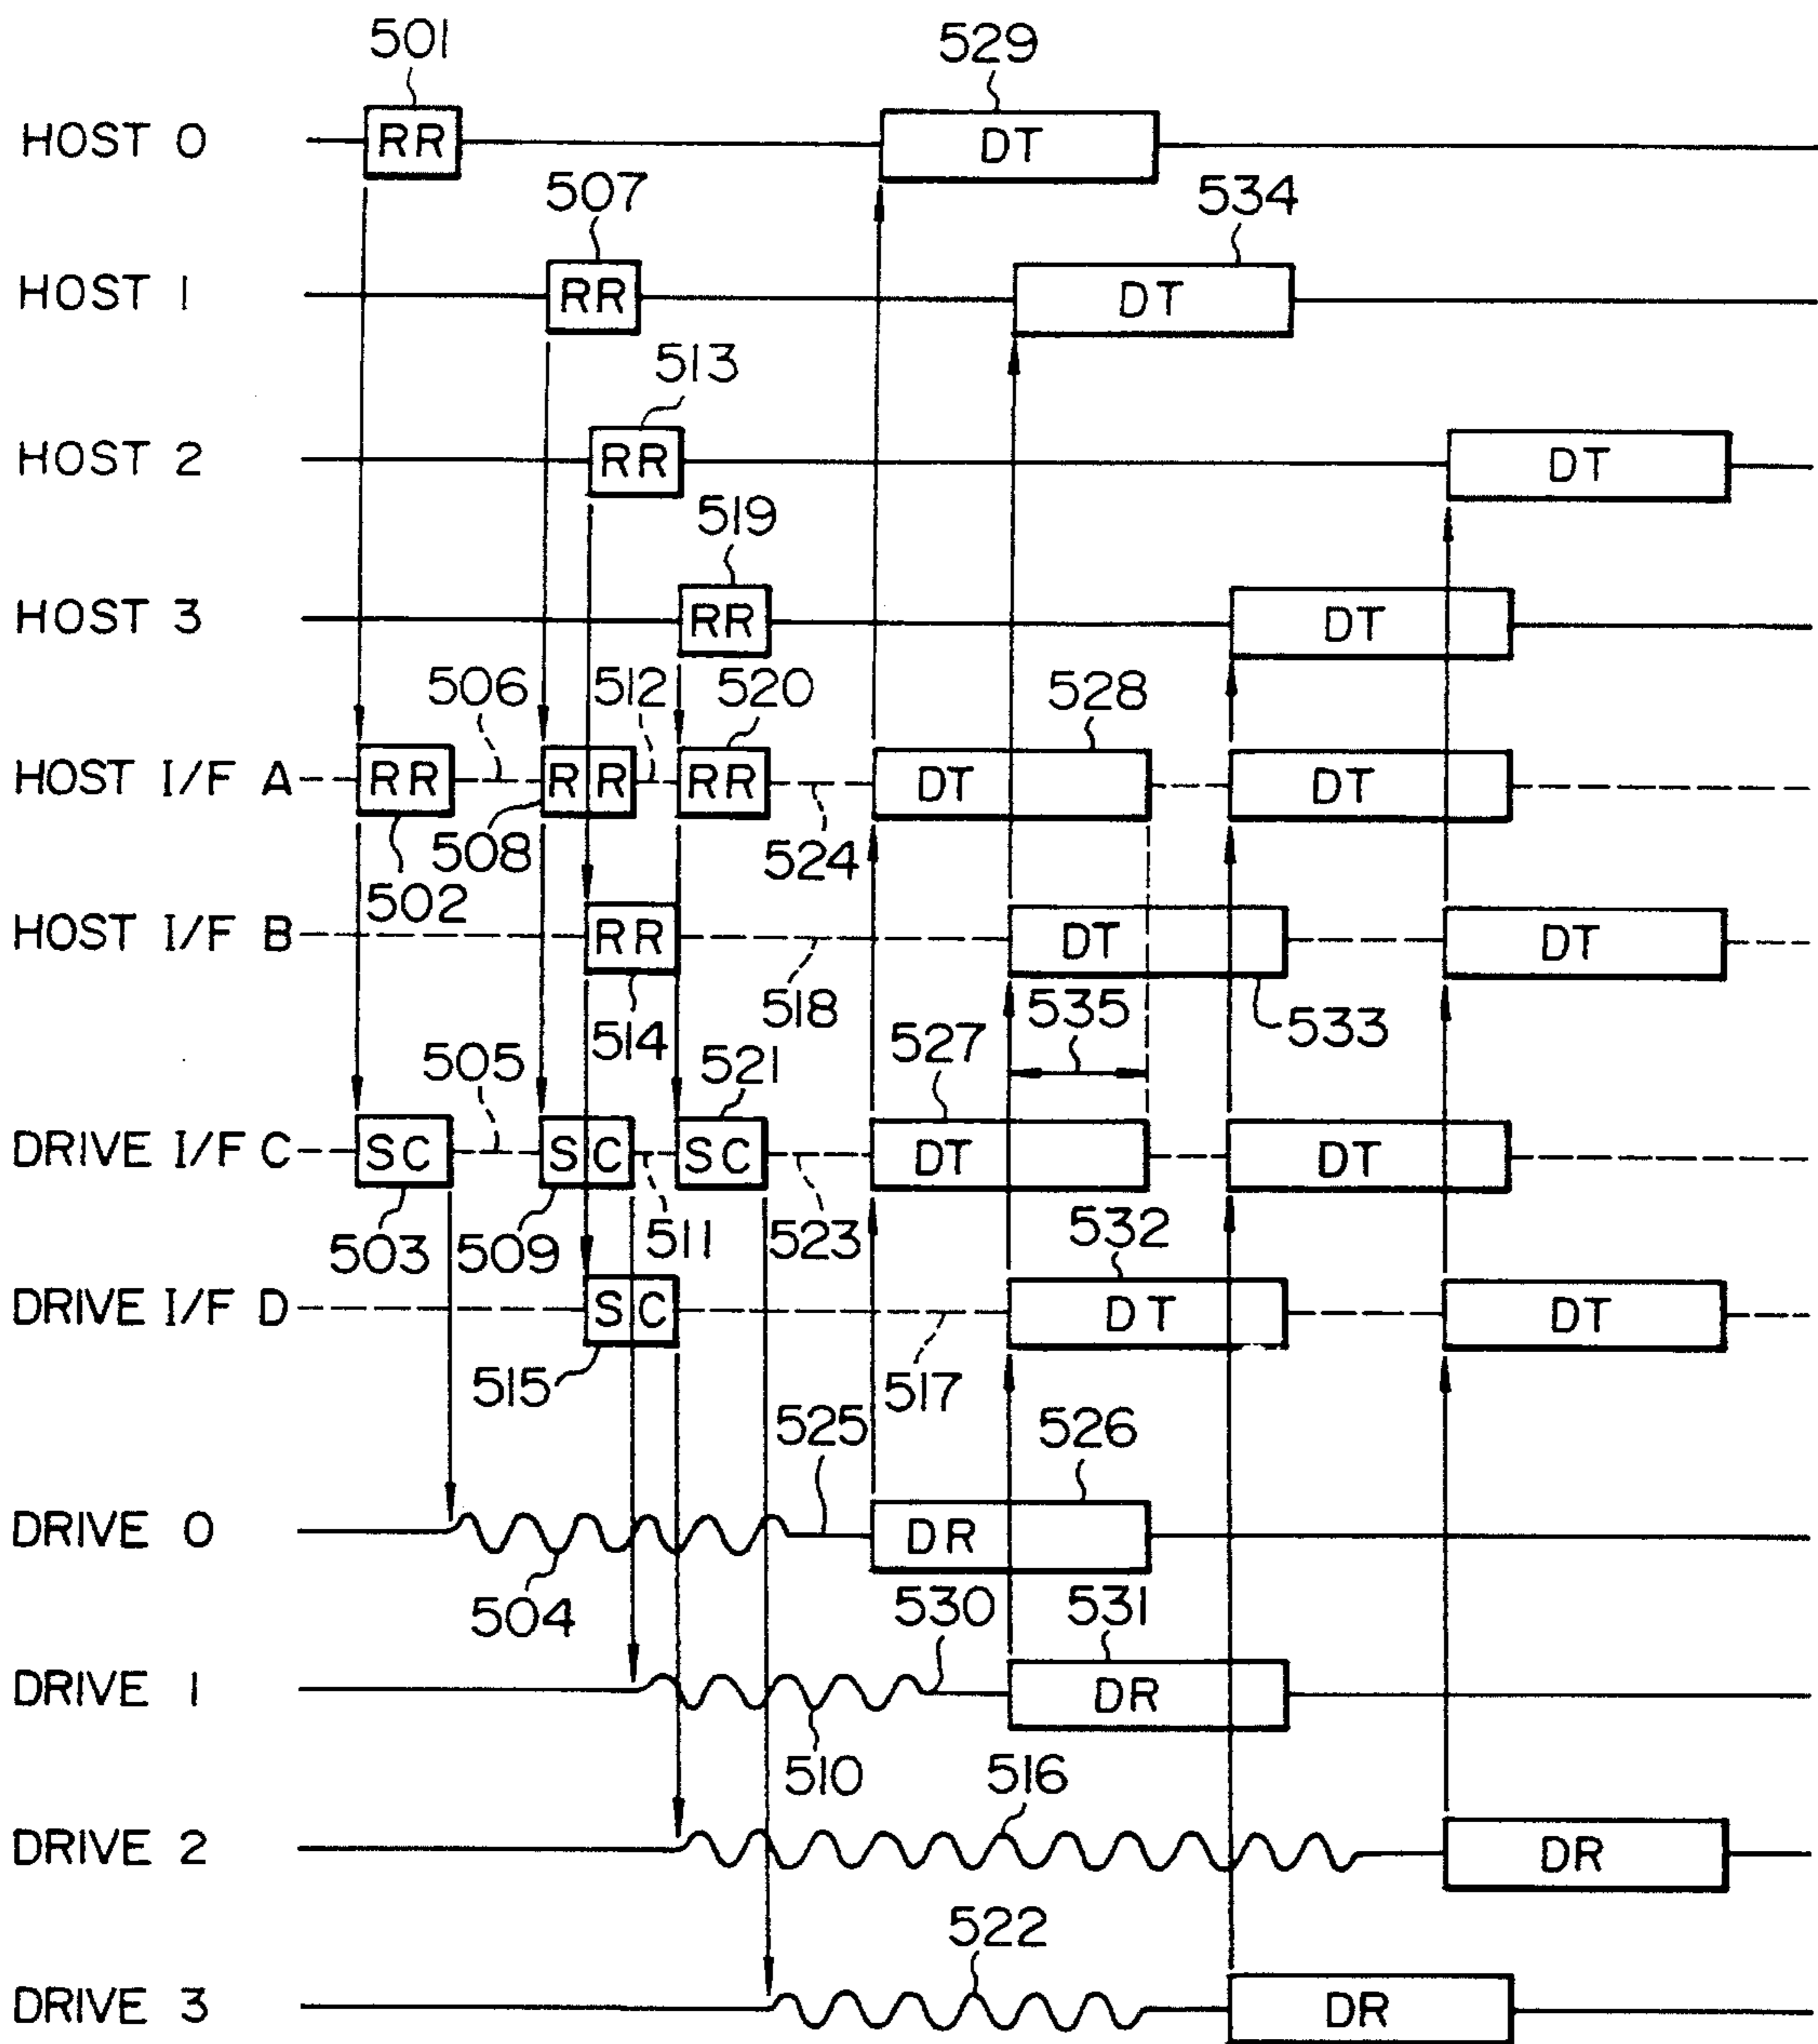 501
529
HOST 0
RR
DT
507
534
HOST 1
RR
DT
513
HOST 2
RR
DT
519
HOST 3
RR
DT
506
512
520
528
HOST I/F A
RR
RR
RR
DT
DT
502
508
524
HOST I/F B
RR
DT
DT
514
518
535
533
505
521
527
DRIVE I/F C
SC
SC
SC
DT
DT
503
509
511
523
532
DRIVE I/F D
SC
DT
DT
515
517
525
526
DRIVE 0
DR
504
530
531
DRIVE 1
DR
510
516
DRIVE 2
DR
522
DRIVE 3
DR